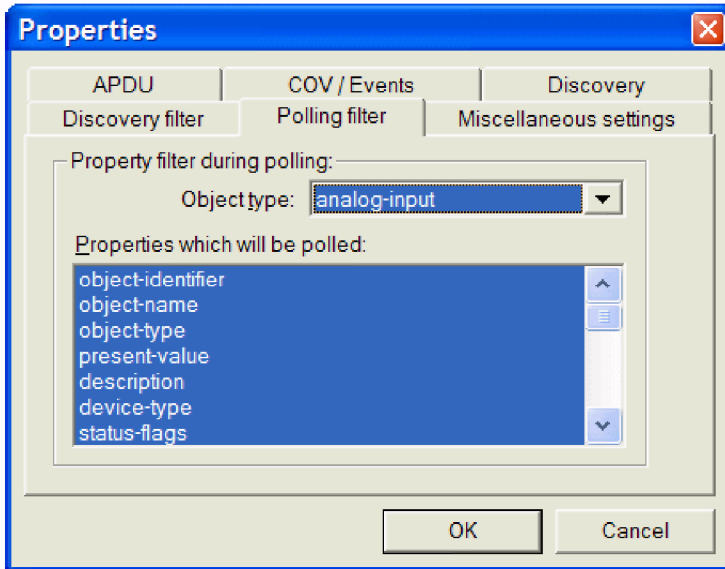 Properties
APDU COV / Events Discovery
Discovery filter Polling filter Miscellaneous settings
Property filter during polling:
Object type: analog-input
Properties which will be polled:
object-identifier
object-name
object-type
present-value
description
device-type
status-flags
OK Cancel